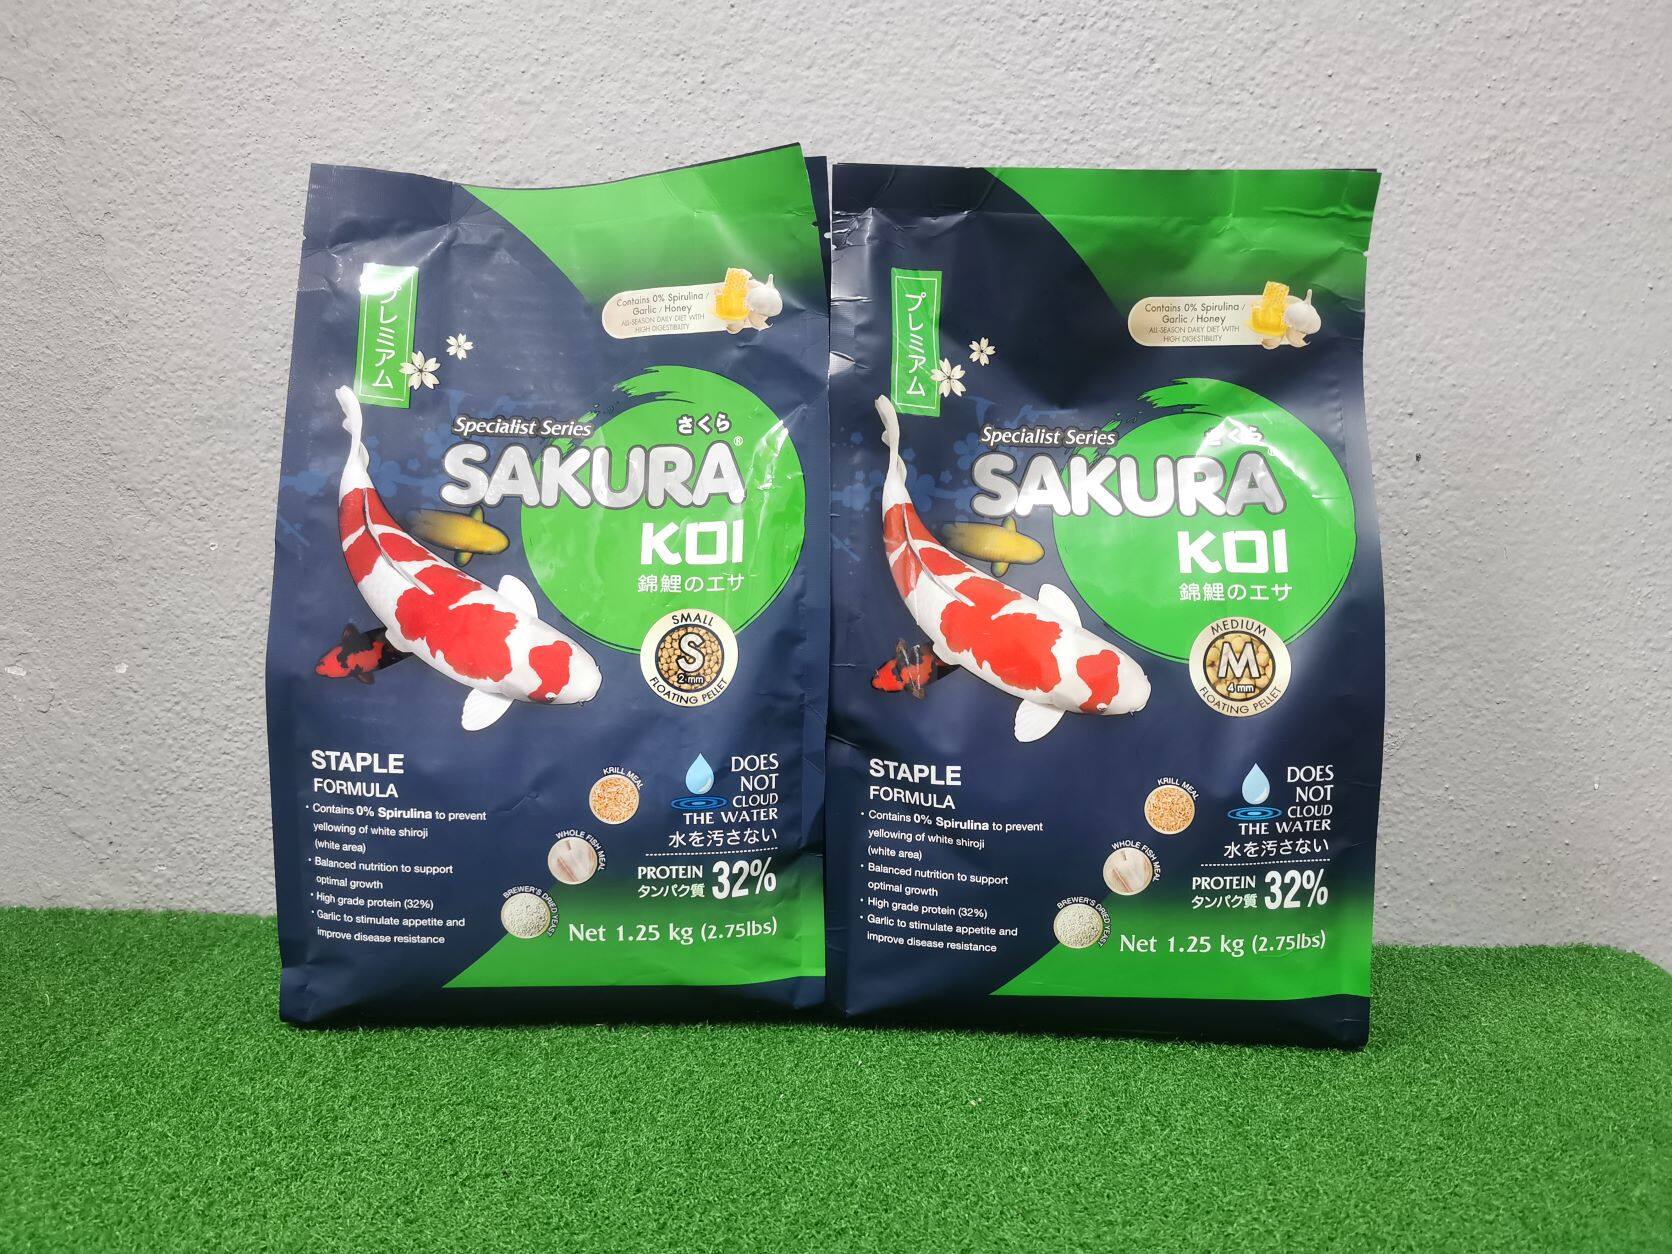 プレミアム
Contains 0% Spirulina /
Garlic / Honey
ALL-SEASON DAILY DIET WITH
HIGH DIGESTIBILITY
Specialist Series
さくら
SAKURA®
KOI
錦鯉のエサ
SMALL
S
2 mm
FLOATING PELLET
STAPLE
FORMULA
• Contains 0% Spirulina to prevent
yellowing of white shiroji
(white area)
• Balanced nutrition to support
optimal growth
• High grade protein (32%)
• Garlic to stimulate appetite and
improve disease resistance
KRILL MEAL
WHOLE FISH MEAL
BREWER'S DRIED YEAST
DOES
NOT
CLOUD
THE WATER
水を汚さない
PROTEIN 32%
タンパク質
Net 1.25 kg (2.75lbs)
プレミアム
Contains 0% Spirulina /
Garlic / Honey
ALL-SEASON DAILY DIET WITH
HIGH DIGESTIBILITY
Specialist Series
さくら
SAKURA
KOI
錦鯉のエサ
MEDIUM
M
4 mm
FLOATING PELLET
STAPLE
FORMULA
• Contains 0% Spirulina to prevent
yellowing of white shiroji
(white area)
• Balanced nutrition to support
optimal growth
• High grade protein (32%)
• Garlic to stimulate appetite and
improve disease resistance
KRILL MEAL
WHOLE FISH MEAL
BREWER'S DRIED YEAST
DOES
NOT
CLOUD
THE WATER
水を汚さない
PROTEIN 32%
タンパク質
Net 1.25 kg (2.75lbs)